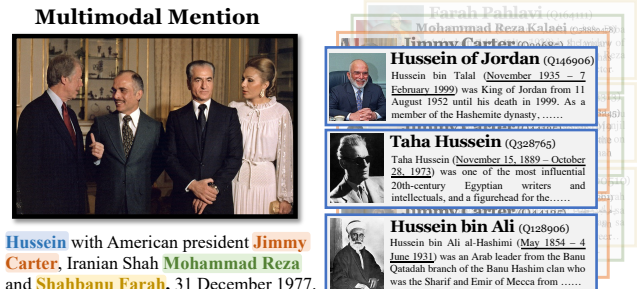 Multimodal Mention
Hussein with American president Jimmy
Carter, Iranian Shah Mohammad Reza
and Shahbanu Farah, 31 December 1977.
Farah Pahlavi
Mohammad Reza Kalaei
Jimmy Carter
Hussein of Jordan (Q146906)
Hussein bin Talal (November 1935 – 7
February 1999) was King of Jordan from 11
August 1952 until his death in 1999. As a
member of the Hashemite dynasty, ......
Taha Hussein (Q328765)
Taha Hussein (November 15, 1889 – October
28, 1973) was one of the most influential
20th-century Egyptian writers and
intellectuals, and a figurehead for the......
Jimmy Carter
Hussein bin Ali (Q128906)
Hussein bin Ali al-Hashimi (May 1854 – 4
June 1931) was an Arab leader from the Banu
Qatadah branch of the Banu Hashim clan who
was the Sharif and Emir of Mecca from ......